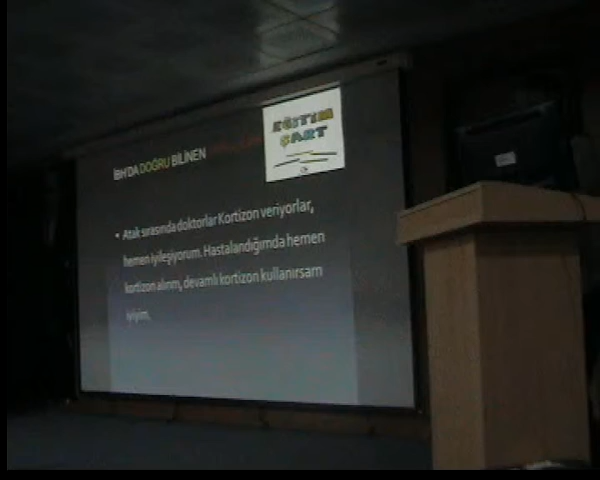 EĞİTİM
ŞART
İBH'DA DOĞRU BİLİNEN
• Atak sırasında doktorlar Kortizon veriyorlar,
hemen iyileşiyorum. Hastalandığımda hemen
kortizon alırım, devamlı kortizon kullanırsam
iyiyim.